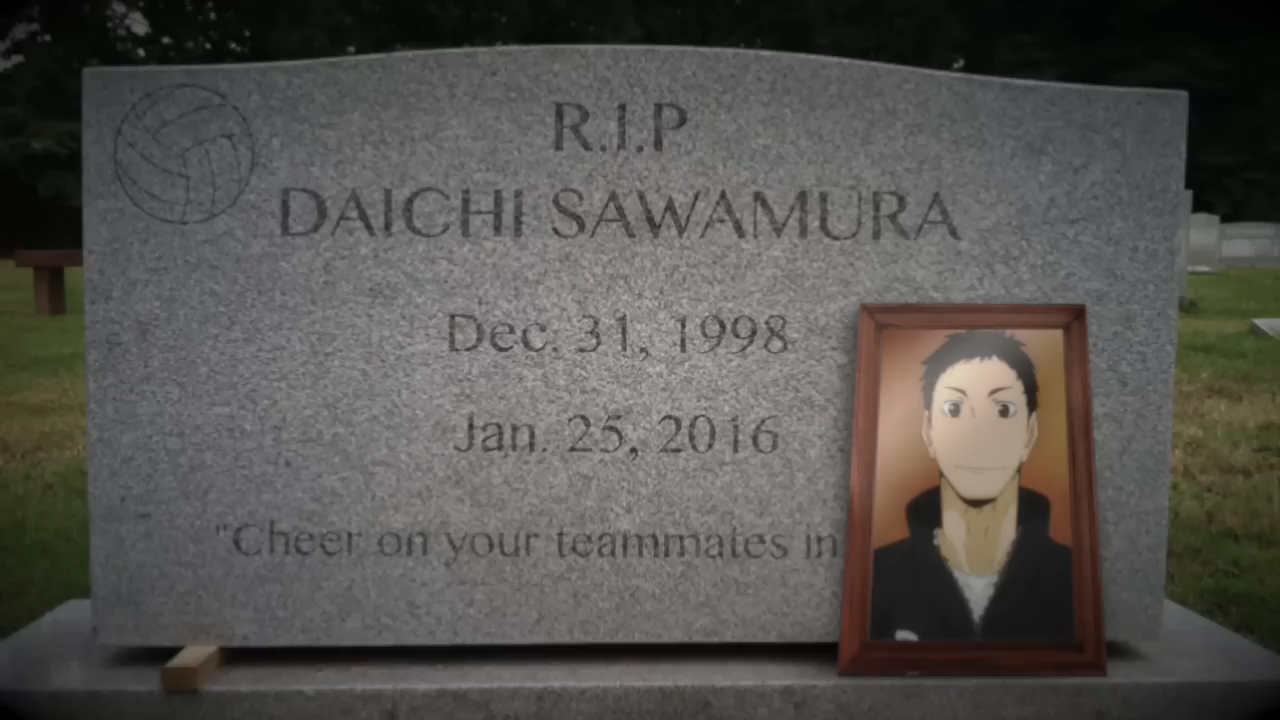 R.I.P
DAICHI SAWAMURA
Dec. 31, 1998
Jan. 25, 2016
"Cheer on your teammates in